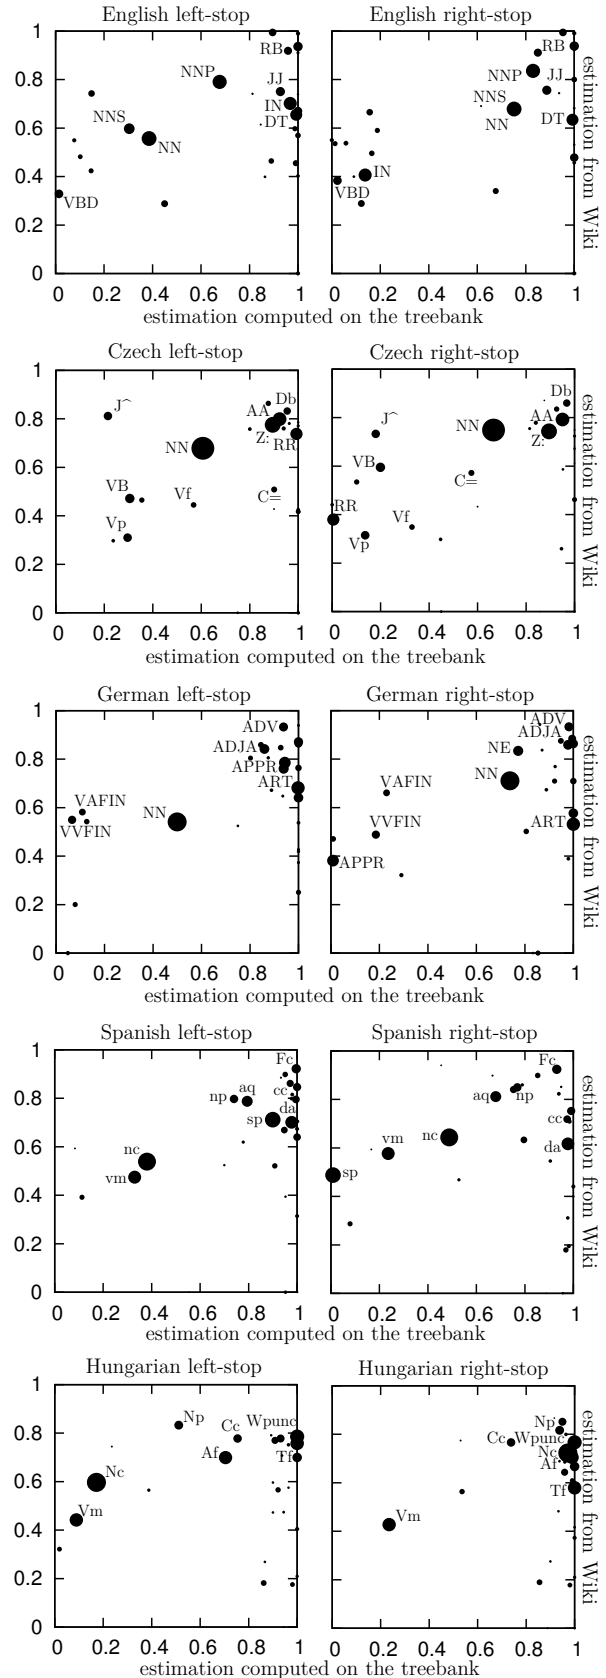 English left-stop
English right-stop
1
0.8
0.6
0.4
0.2
0
RB
NNP
JJ
IN
DT
NNS
NN
VBD
RB
NNP
JJ
NNS
NN
DT
IN
VBD
0 0.2 0.4 0.6 0.8 1
0 0.2 0.4 0.6 0.8 1
estimation computed on the treebank
estimation from Wiki
Czech left-stop
Czech right-stop
1
0.8
0.6
0.4
0.2
0
J^
Db
AA
Z:
RR
NN
VB
Vf
C=
Vp
Db
J^
NN
AA
Z:
VB
C=
RR
Vf
Vp
0 0.2 0.4 0.6 0.8 1
0 0.2 0.4 0.6 0.8 1
estimation computed on the treebank
estimation from Wiki
German left-stop
German right-stop
1
0.8
0.6
0.4
0.2
0
ADV
ADJA
APPR
ART
VAFIN
NN
VVFIN
ADV
ADJA
NE
NN
VAFIN
VVFIN
ART
APPR
0 0.2 0.4 0.6 0.8 1
0 0.2 0.4 0.6 0.8 1
estimation computed on the treebank
estimation from Wiki
Spanish left-stop
Spanish right-stop
1
0.8
0.6
0.4
0.2
0
Fc
cc
np
aq
da
sp
nc
vm
Fc
aq
np
cc
nc
vm
da
sp
0 0.2 0.4 0.6 0.8 1
0 0.2 0.4 0.6 0.8 1
estimation computed on the treebank
estimation from Wiki
Hungarian left-stop
Hungarian right-stop
1
0.8
0.6
0.4
0.2
0
Np
Cc
Wpunc
Af
Tf
Nc
Vm
Np
Cc
Wpunc
Nc
Af
Tf
Vm
0 0.2 0.4 0.6 0.8 1
0 0.2 0.4 0.6 0.8 1
estimation computed on the treebank
estimation from Wiki